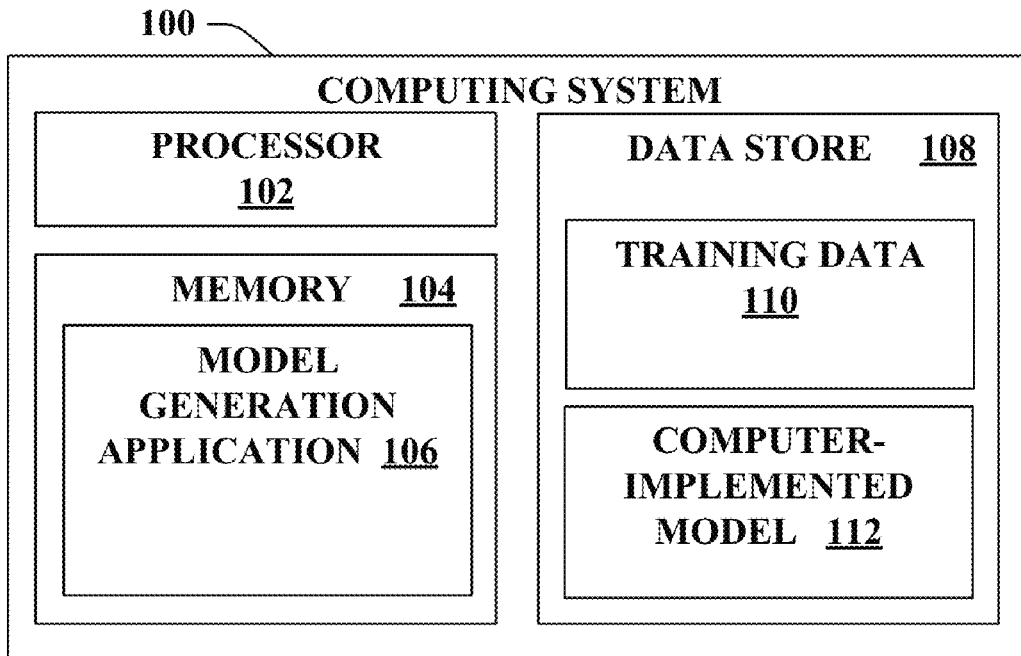 100
COMPUTING SYSTEM
PROCESSOR
102
MEMORY 104
MODEL
GENERATION
APPLICATION 106
DATA STORE 108
TRAINING DATA
110
COMPUTER-
IMPLEMENTED
MODEL 112